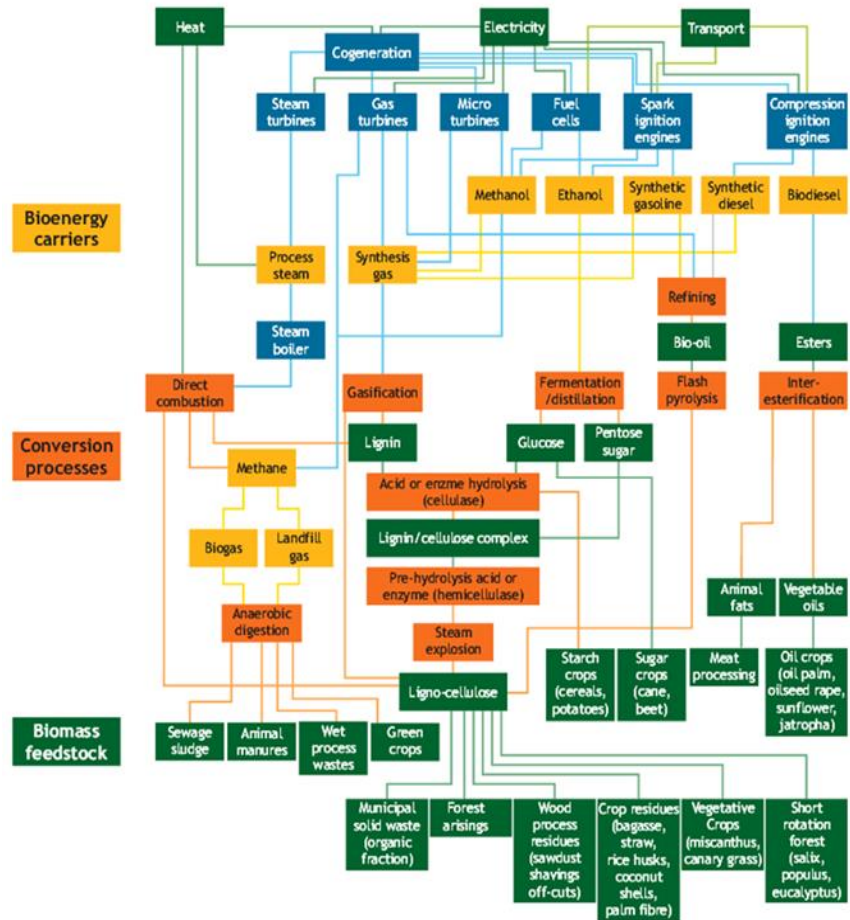 Heat
Electricity
Transport
Cogeneration
Steam
turbines
Gas
turbines
Micro
turbines
Fuel
cells
Spark
ignition
engines
Compression
ignition
engines
Bioenergy
carriers
Methanol
Ethanol
Synthetic
gasoline
Synthetic
diesel
Biodiesel
Process
steam
Synthesis
gas
Refining
Steam
boiler
Bio-oil
Esters
Direct
combustion
Gasification
Fermentation
/distillation
Flash
pyrolysis
Inter-
esterification
Conversion
processes
Lignin
Glucose
Pentose
sugar
Methane
Acid or enzme hydrolysis
(cellulase)
Biogas
Landfill
gas
Lignin/cellulose complex
Pre-hydrolysis acid or
enzyme (hemicellulase)
Anaerobic
digestion
Steam
explosion
Animal
fats
Vegetable
oils
Biomass
feedstock
Sewage
sludge
Animal
manures
Wet
process
wastes
Green
crops
Ligno-cellulose
Starch
crops
(cereals,
potatoes)
Sugar
crops
(cane,
beet)
Meat
processing
Oil crops
(oil palm,
oilseed rape,
sunflower,
jatropha)
Municipal
solid waste
(organic
fraction)
Forest
arisings
Wood
process
residues
(sawdust
shavings
off-cuts)
Crop residues
(bagasse,
straw,
rice husks,
coconut
shells,
palm fibre)
Vegetative
Crops
(miscanthus,
canary grass)
Short
rotation
forest
(salix,
populus,
eucalyptus)